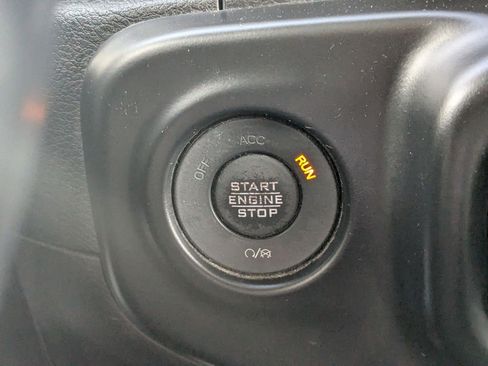 ACC
OFF
RUN
START
ENGINE
STOP